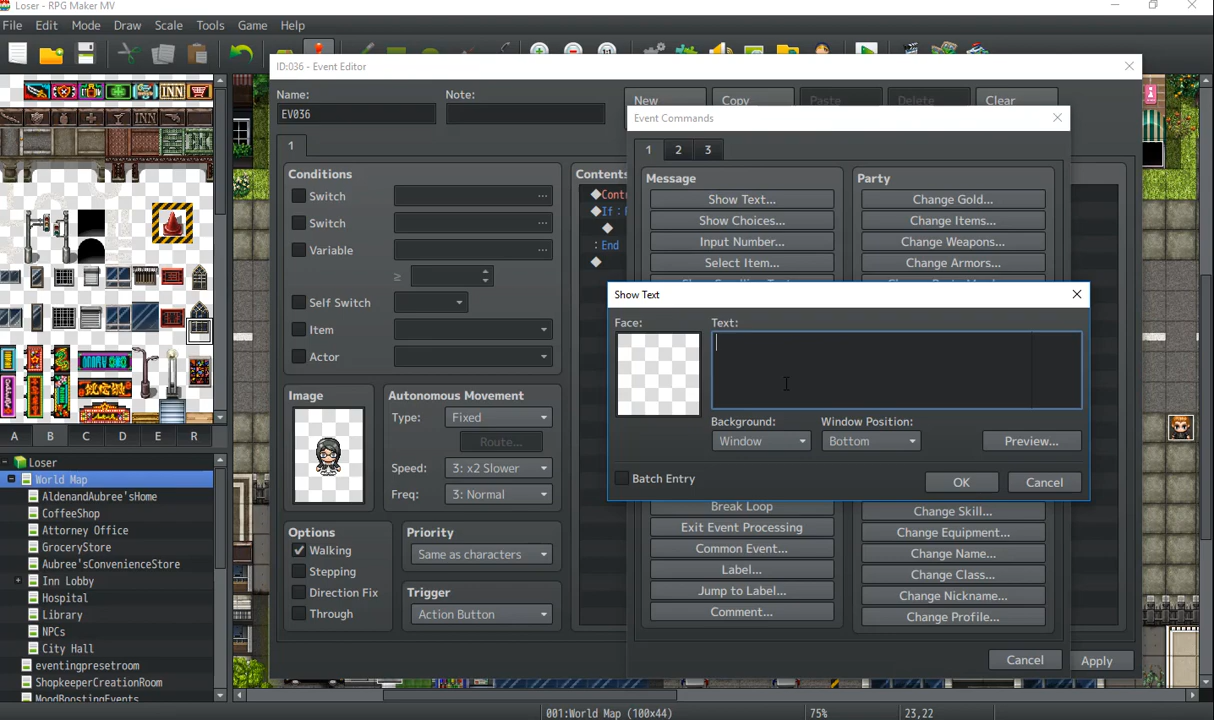 Loser - RPG Maker MV
File Edit Mode Draw Scale Tools Game Help
INN
INN
A B C D E R
Loser
World Map
AldenandAubree'sHome
CoffeeShop
Attorney Office
GroceryStore
Aubree'sConvenienceStore
Inn Lobby
Hospital
Library
NPCs
City Hall
eventingpresetroom
ShopkeeperCreationRoom
MoodBoostingEvents
ID:036 - Event Editor
Name: Note:
EV036
New Copy Paste Delete Clear
1
Conditions
Switch ...
Switch ...
Variable ...
≥
Self Switch
Item
Actor
Image
Autonomous Movement
Type: Fixed
Route...
Speed: 3: x2 Slower
Freq: 3: Normal
Options
Walking
Stepping
Direction Fix
Through
Priority
Same as characters
Trigger
Action Button
Contents
◆Contr
◆If:
◆
: End
◆
Event Commands
1 2 3
Message
Show Text...
Show Choices...
Input Number...
Select Item...
Break Loop
Exit Event Processing
Common Event...
Label...
Jump to Label...
Comment...
Party
Change Gold...
Change Items...
Change Weapons...
Change Armors...
Change Skill...
Change Equipment...
Change Name...
Change Class...
Change Nickname...
Change Profile...
Cancel
Apply
Show Text
Face: Text:
Background: Window Position:
Window Bottom Preview...
Batch Entry OK Cancel
001:World Map (100x44) 75% 23,22